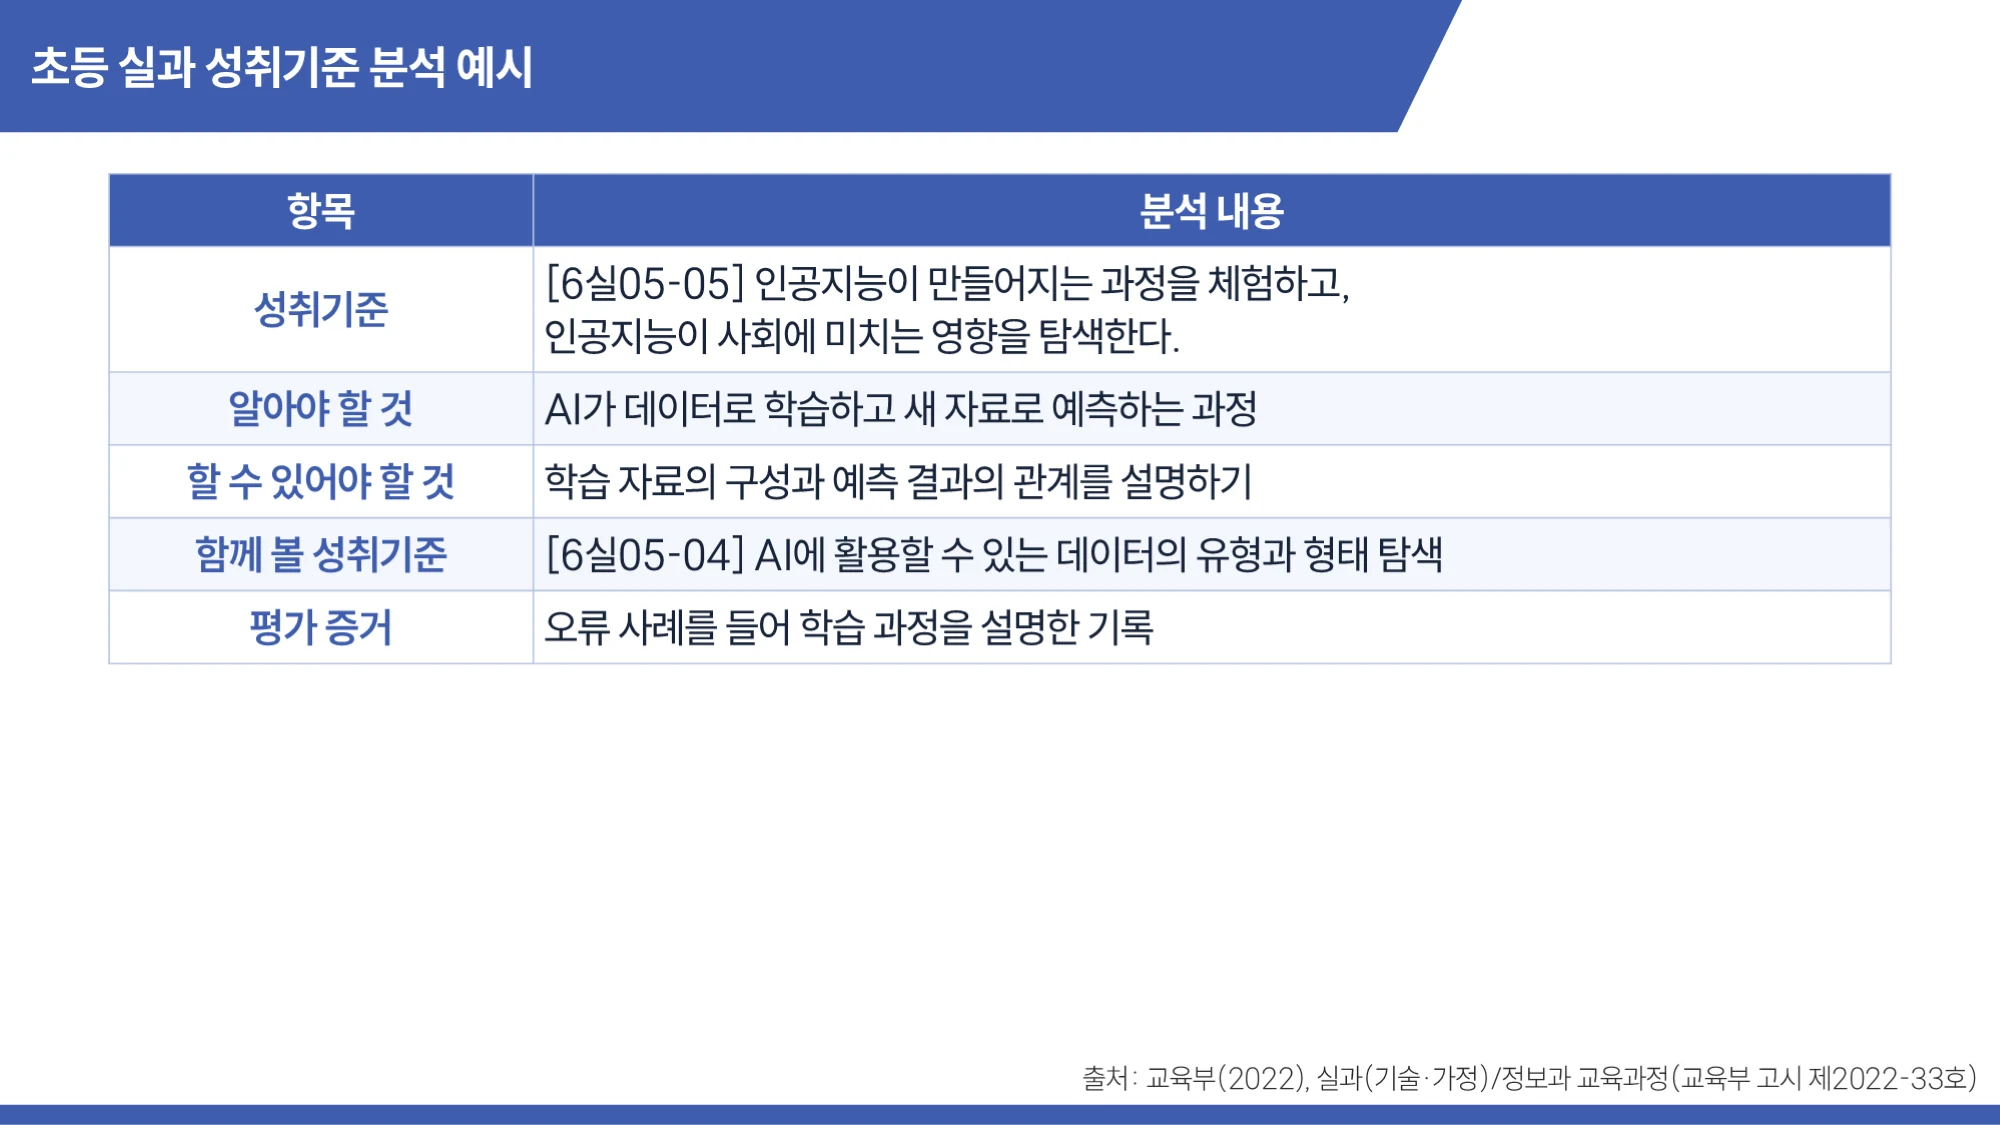 초등 실과 성취기준 분석 예시
항목
분석 내용
성취기준
[6실05-05] 인공지능이 만들어지는 과정을 체험하고,
인공지능이 사회에 미치는 영향을 탐색한다.
알아야 할 것
AI가 데이터로 학습하고 새 자료로 예측하는 과정
할 수 있어야 할 것
학습 자료의 구성과 예측 결과의 관계를 설명하기
함께 볼 성취기준
[6실05-04] AI에 활용할 수 있는 데이터의 유형과 형태 탐색
평가 증거
오류 사례를 들어 학습 과정을 설명한 기록
출처: 교육부(2022), 실과(기술·가정)/정보과 교육과정(교육부 고시 제2022-33호)